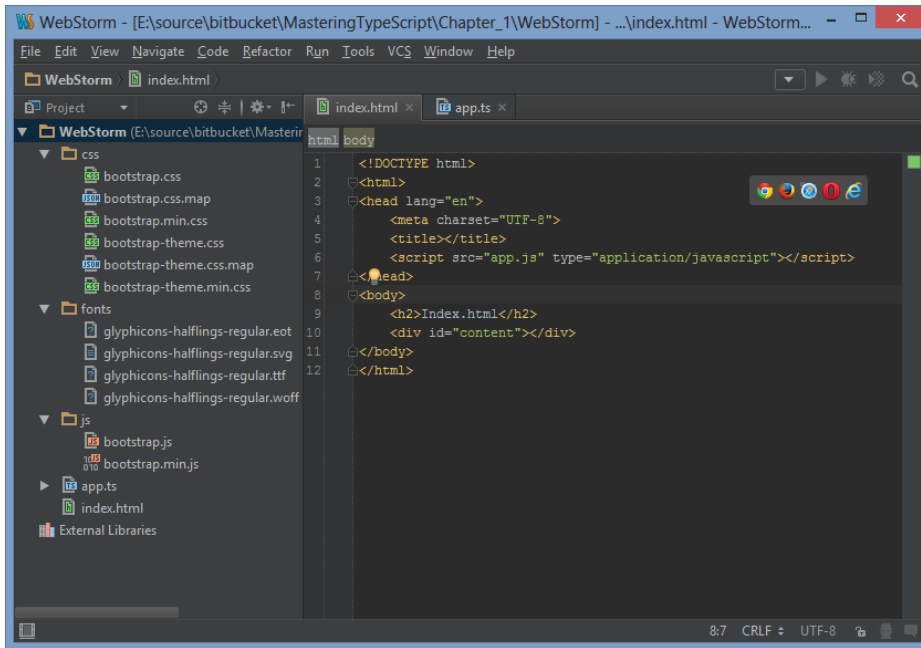 WebStorm - [E:\source\bitbucket\MasteringTypeScript\Chapter_1\WebStorm] - ...\index.html - WebStorm...
File Edit View Navigate Code Refactor Run Tools VCS Window Help
WebStorm index.html
Project
index.html app.ts
WebStorm (E:\source\bitbucket\Masterin
css
bootstrap.css
bootstrap.css.map
bootstrap.min.css
bootstrap-theme.css
bootstrap-theme.css.map
bootstrap-theme.min.css
fonts
glyphicons-halflings-regular.eot
glyphicons-halflings-regular.svg
glyphicons-halflings-regular.ttf
glyphicons-halflings-regular.woff
js
bootstrap.js
bootstrap.min.js
app.ts
index.html
External Libraries
html body
1 <!DOCTYPE html>
2 <html>
3 <head lang="en">
4 <meta charset="UTF-8">
5 <title></title>
6 <script src="app.js" type="application/javascript"></script>
7 </head>
8 <body>
9 <h2>Index.html</h2>
10 <div id="content"></div>
11 </body>
12 </html>
8:7 CRLF UTF-8